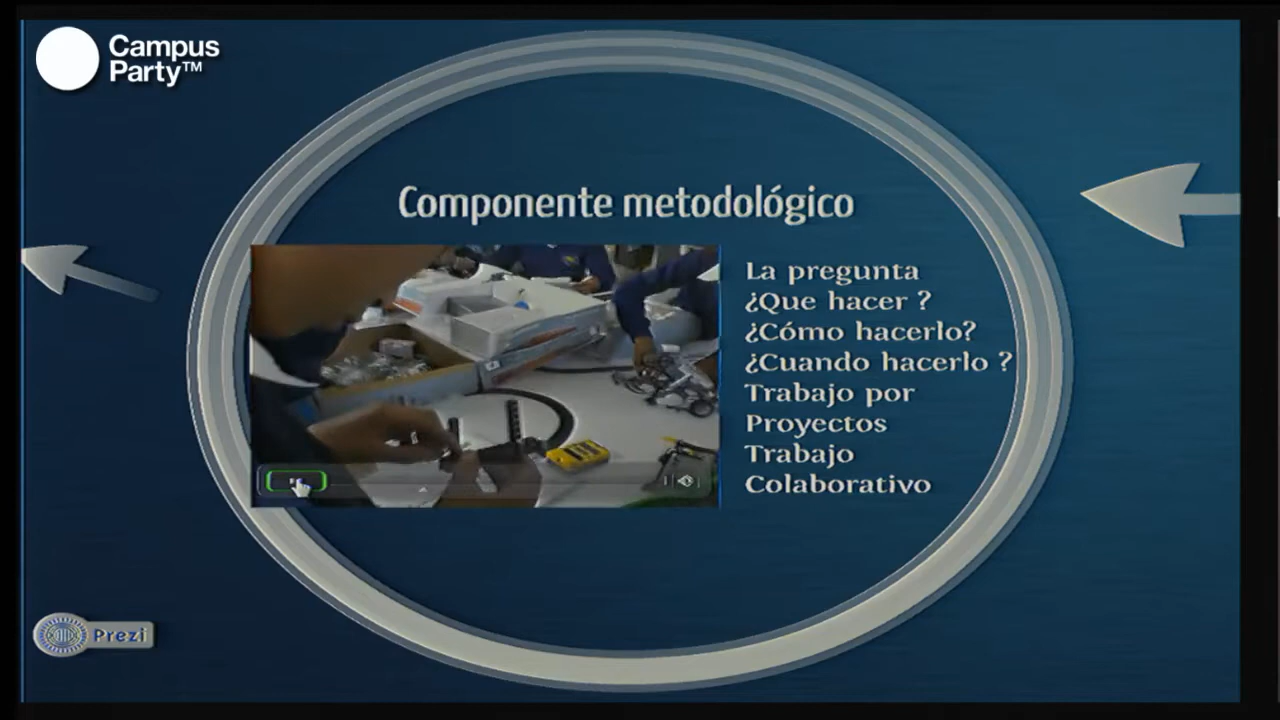 Campus
Party™
Componente metodológico
La pregunta
¿Que hacer ?
¿Cómo hacerlo?
¿Cuando hacerlo ?
Trabajo por
Proyectos
Trabajo
Colaborativo
Prezi